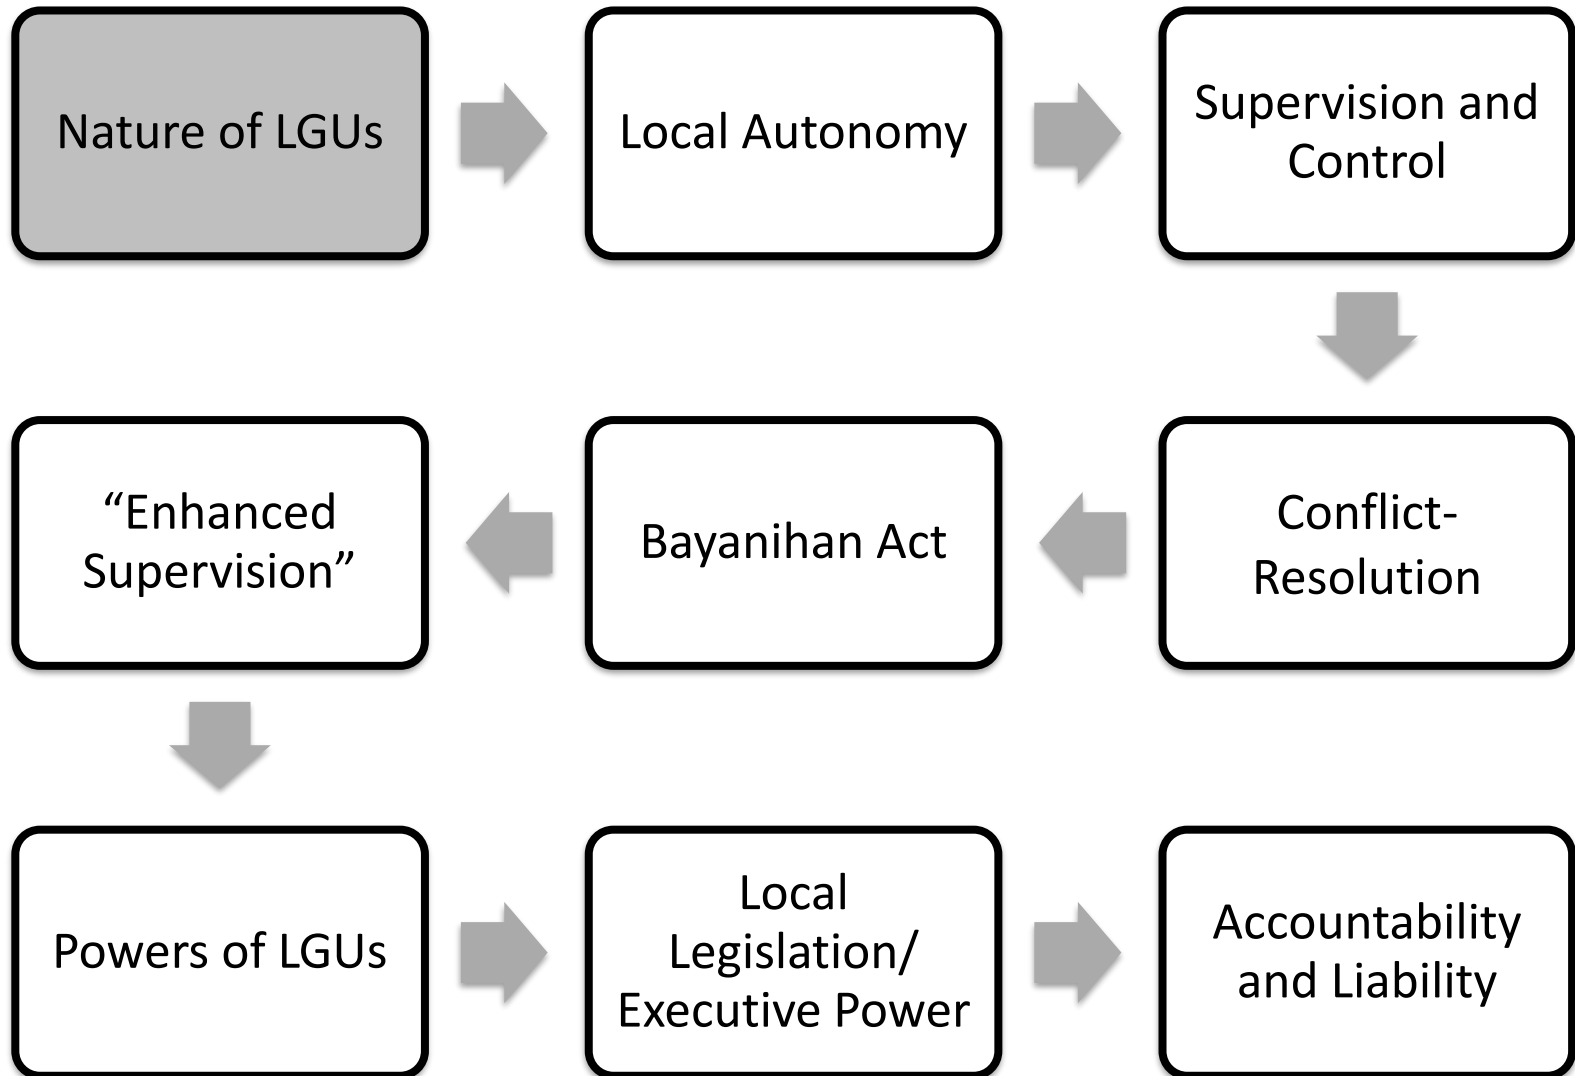 Nature of LGUs
Local Autonomy
Supervision and
Control
Conflict-
Resolution
Bayanihan Act
“Enhanced
Supervision”
Powers of LGUs
Local
Legislation/
Executive Power
Accountability
and Liability